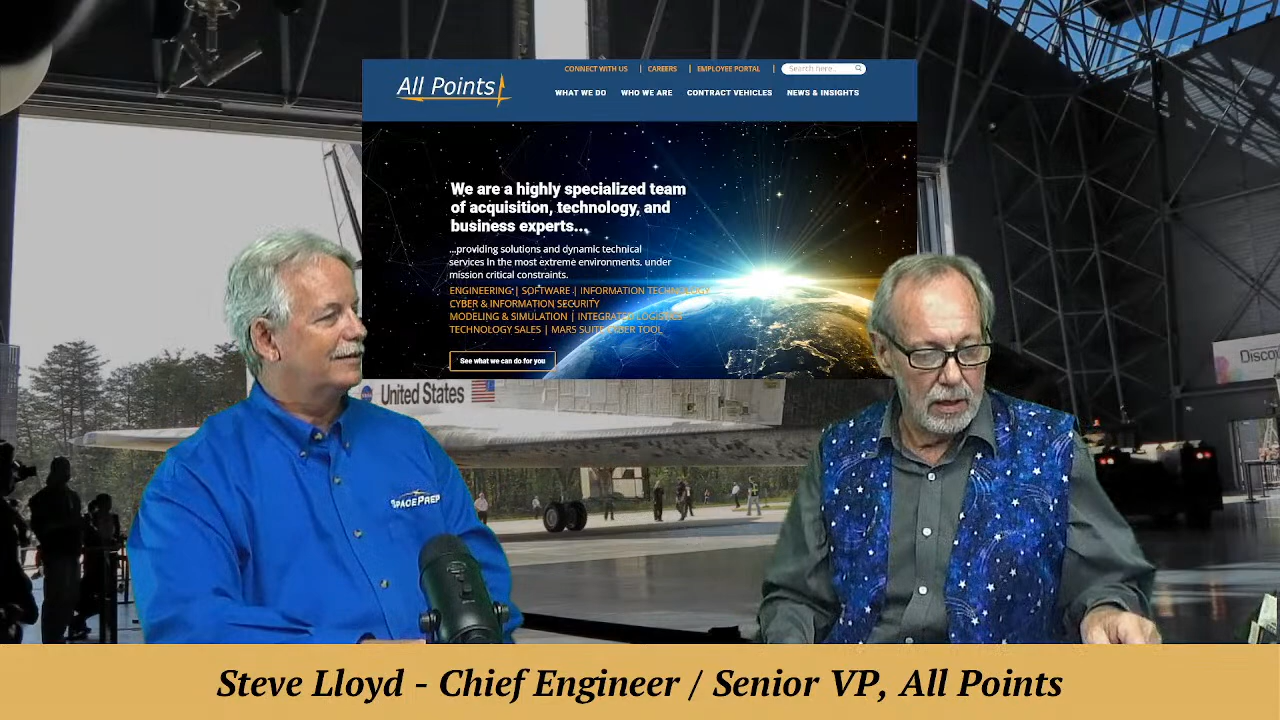 All Points
CONNECT WITH US | CAREERS | EMPLOYEE PORTAL |
Search here..
WHAT WE DO WHO WE ARE CONTRACT VEHICLES NEWS & INSIGHTS
We are a highly specialized team
of acquisition, technology, and
business experts...
...providing solutions and dynamic technical
services in the most extreme environments, under
mission critical constraints.
ENGINEERING | SOFTWARE | INFORMATION TECHNOLOGY
CYBER & INFORMATION SECURITY
MODELING & SIMULATION | INTEGRATED LOGISTICS
TECHNOLOGY SALES | MARS SUITE CYBER TOOL
See what we can do for you
United States
Discov
SPACEPREP
Steve Lloyd - Chief Engineer / Senior VP, All Points